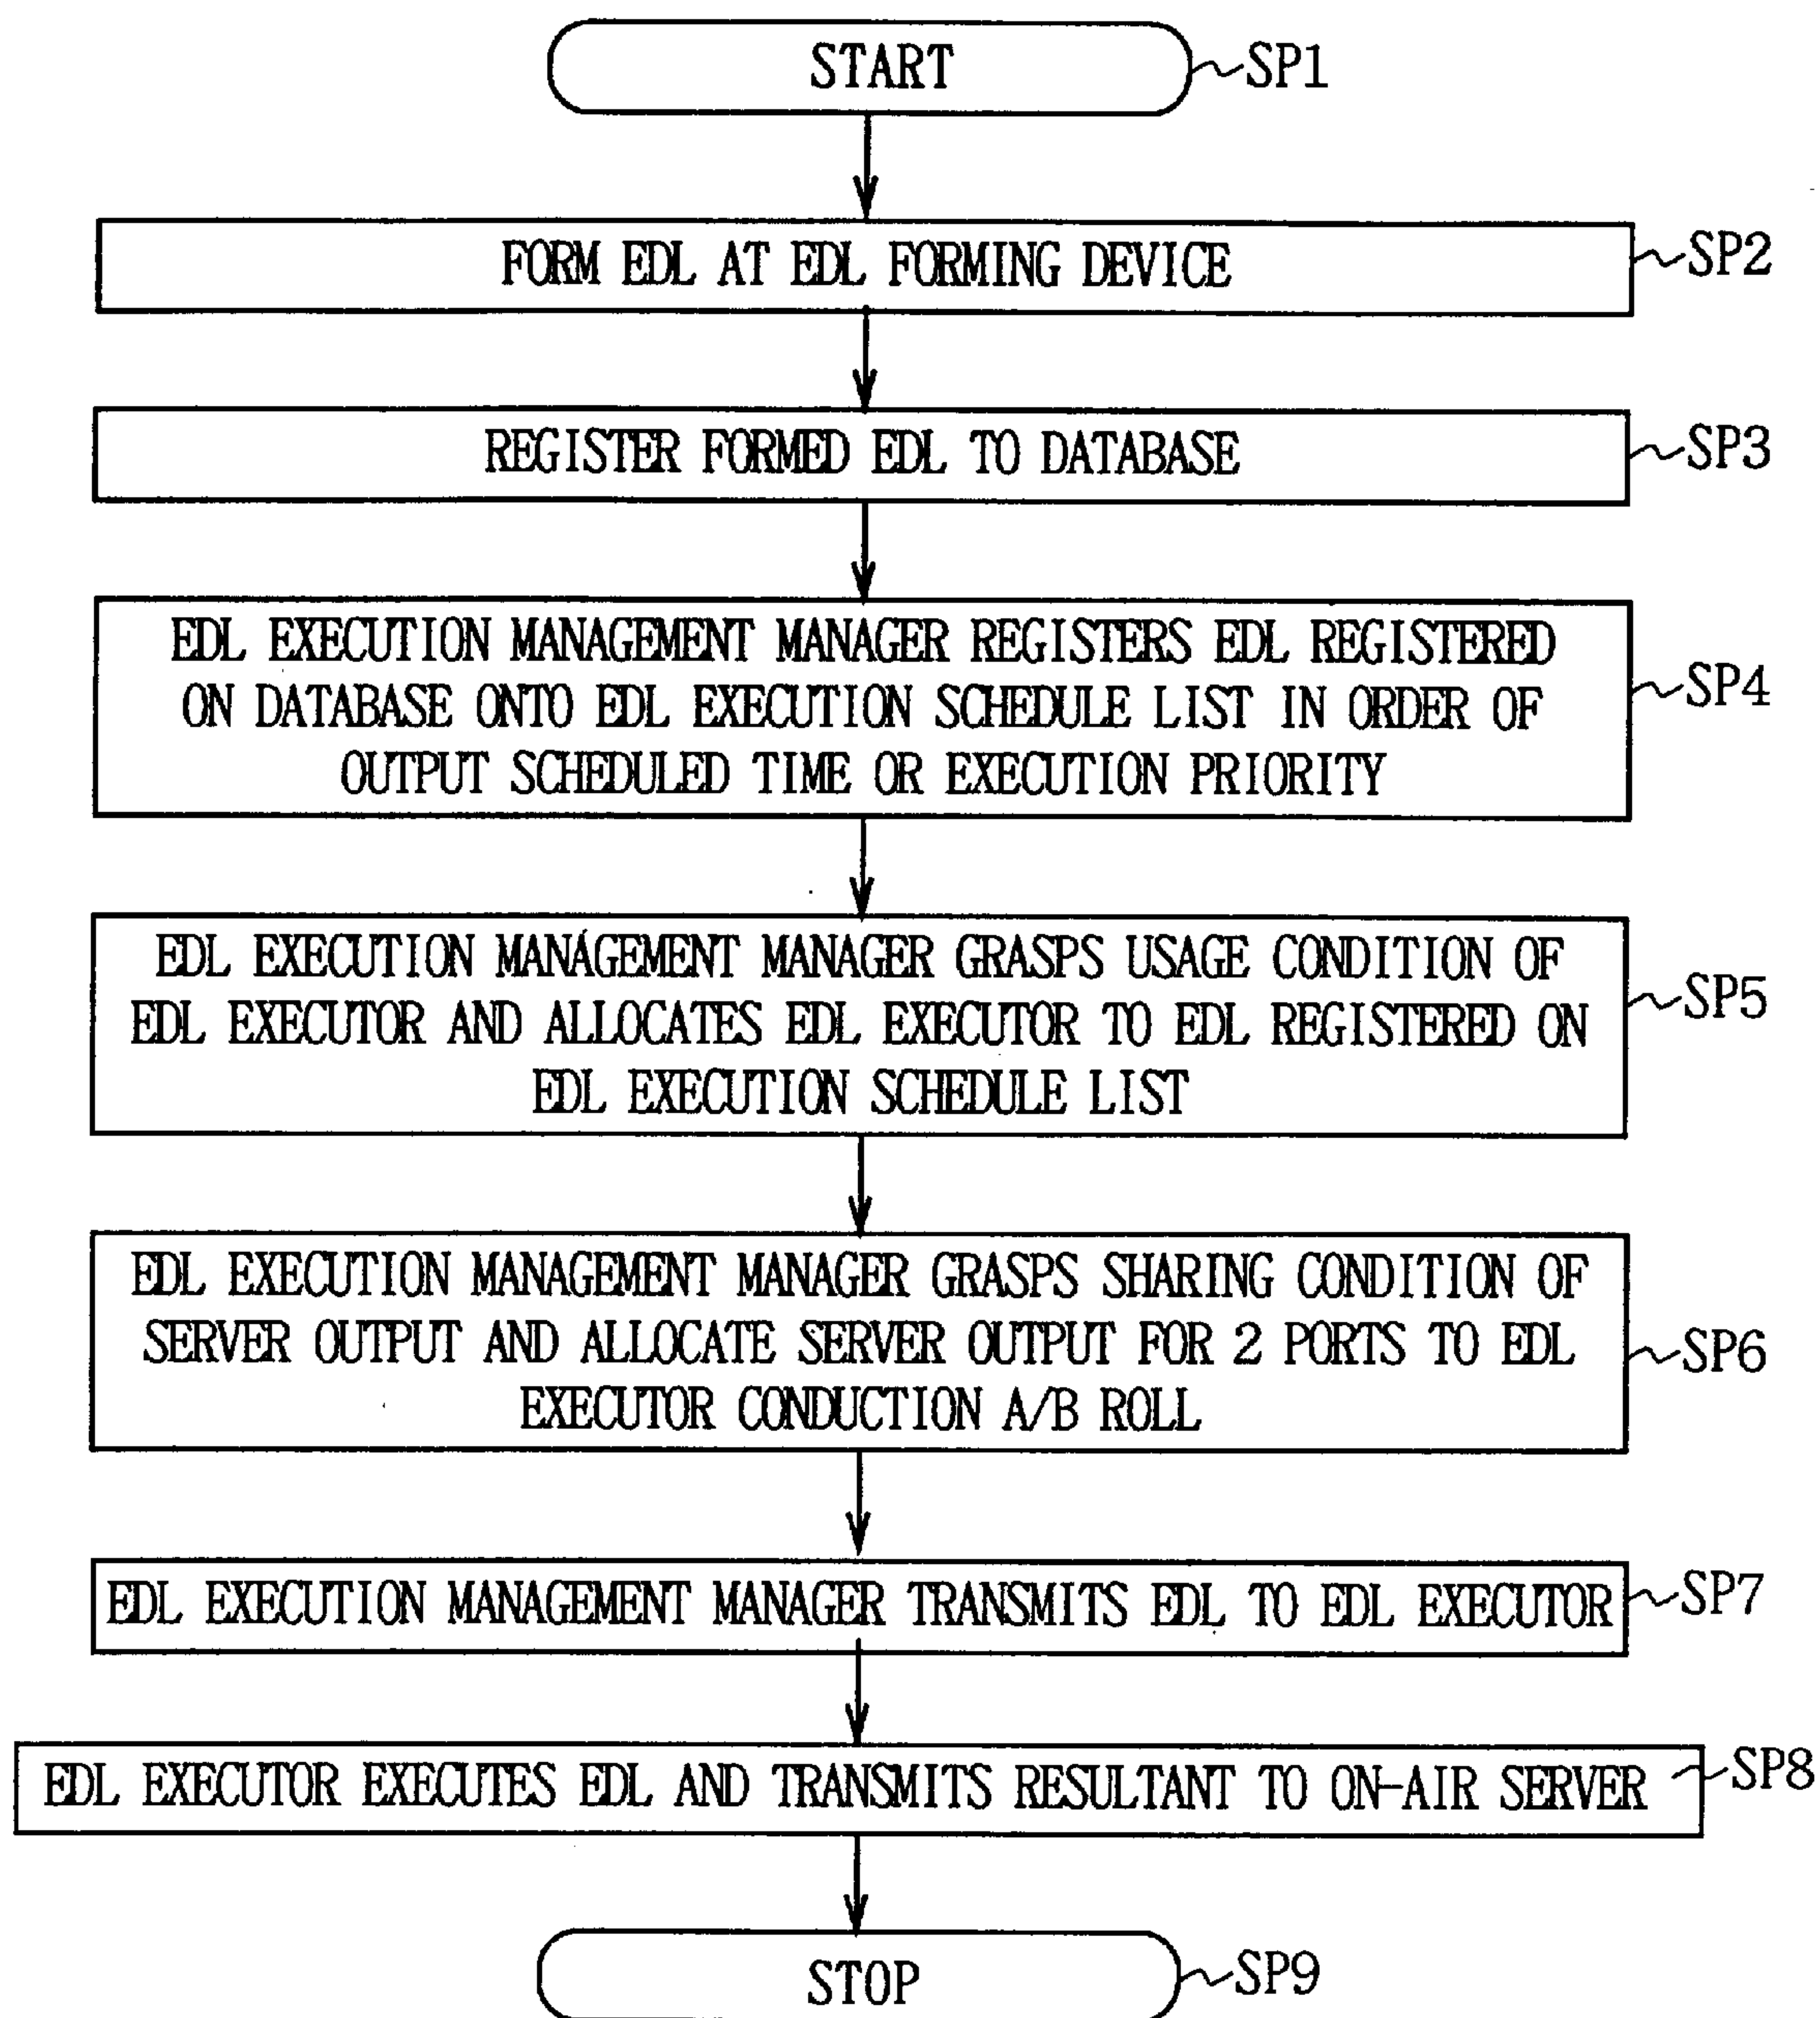 START
SP1
FORM EDL AT EDL FORMING DEVICE
SP2
REGISTER FORMED EDL TO DATABASE
SP3
EDL EXECUTION MANAGEMENT MANAGER REGISTERS EDL REGISTERED
ON DATABASE ONTO EDL EXECUTION SCHEDULE LIST IN ORDER OF
OUTPUT SCHEDULED TIME OR EXECUTION PRIORITY
SP4
EDL EXECUTION MANAGEMENT MANAGER GRASPS USAGE CONDITION OF
EDL EXECUTOR AND ALLOCATES EDL EXECUTOR TO EDL REGISTERED ON
EDL EXECUTION SCHEDULE LIST
SP5
EDL EXECUTION MANAGEMENT MANAGER GRASPS SHARING CONDITION OF
SERVER OUTPUT AND ALLOCATE SERVER OUTPUT FOR 2 PORTS TO EDL
EXECUTOR CONDUCTION A/B ROLL
SP6
EDL EXECUTION MANAGEMENT MANAGER TRANSMITS EDL TO EDL EXECUTOR
SP7
EDL EXECUTOR EXECUTES EDL AND TRANSMITS RESULTANT TO ON-AIR SERVER
SP8
STOP
SP9